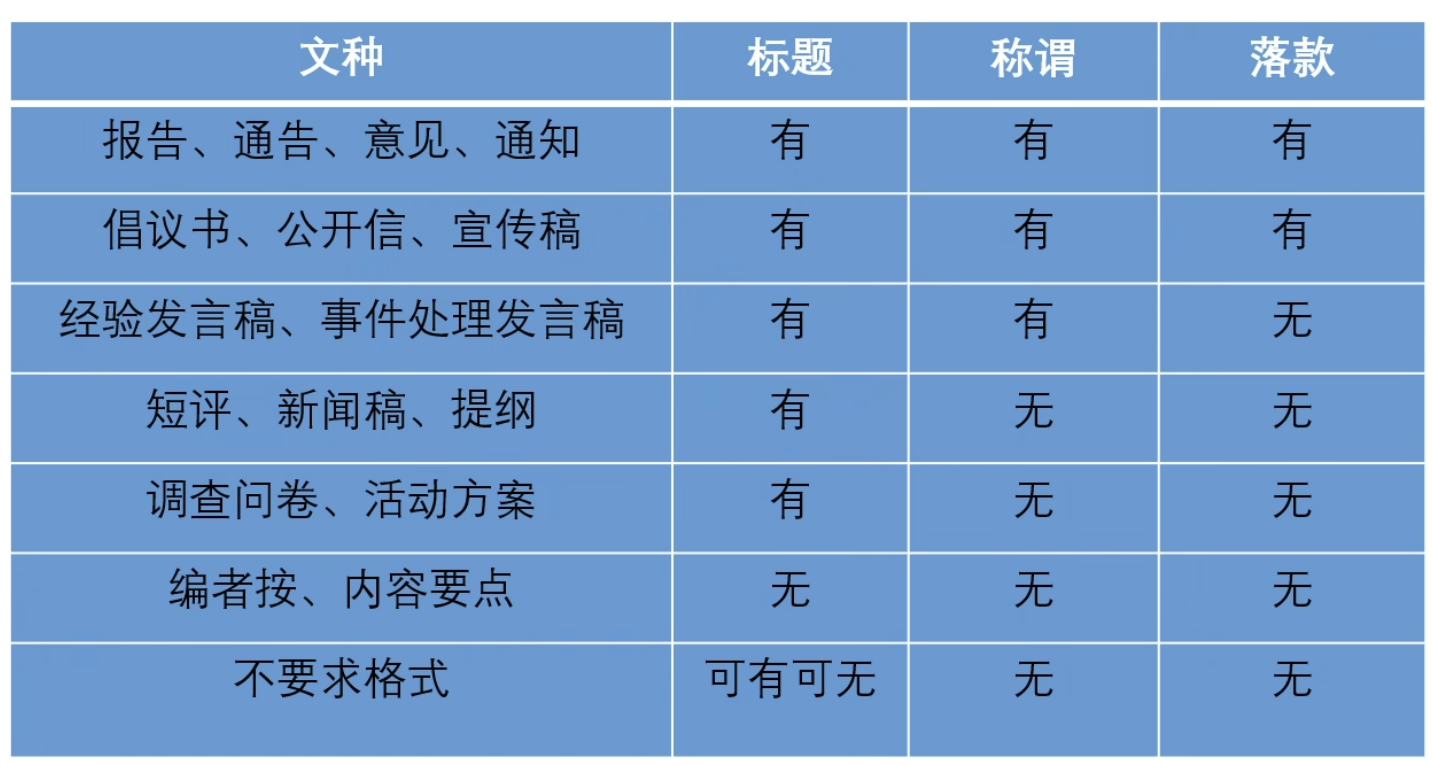 文种 标题 称谓 落款
报告、通告、意见、通知 有 有 有
倡议书、公开信、宣传稿 有 有 有
经验发言稿、事件处理发言稿 有 有 无
短评、新闻稿、提纲 有 无 无
调查问卷、活动方案 有 无 无
编者按、内容要点 无 无 无
不要求格式 可有可无 无 无